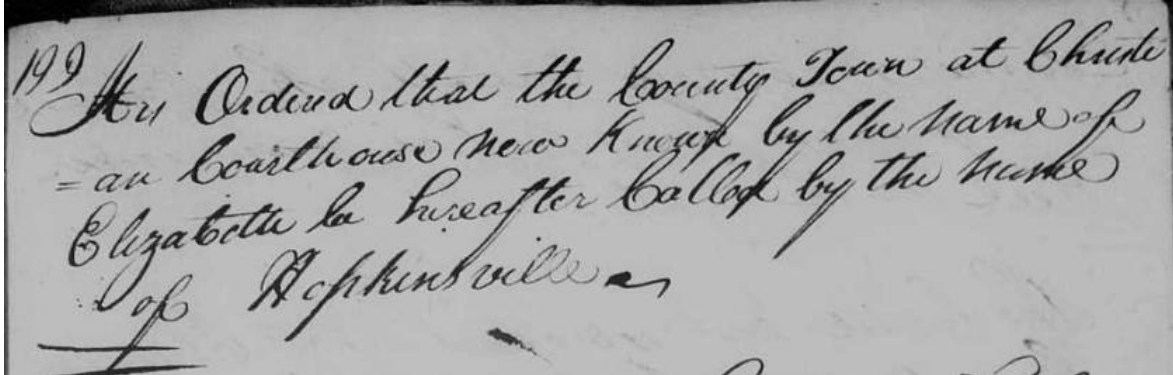 199
It is Ordered that the County Town at Christi
=an Courthouse now Known by the name of
Elizabeth be hereafter Called by the name
of Hopkinsville